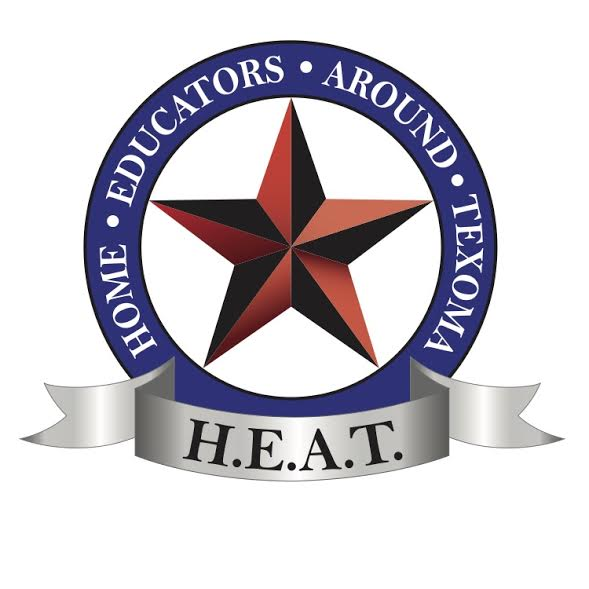 HOME • EDUCATORS • AROUND • TEXOMA
H.E.A.T.